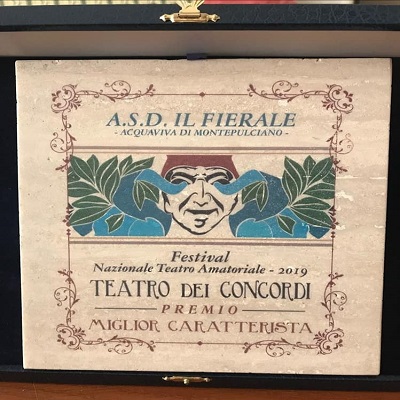 A.S.D. IL FIERALE
- ACQUAVIVA DI MONTEPULCIANO -
Festival
Nazionale Teatro Amatoriale - 2019
TEATRO DEI CONCORDI
PREMIO
MIGLIOR CARATTERISTA